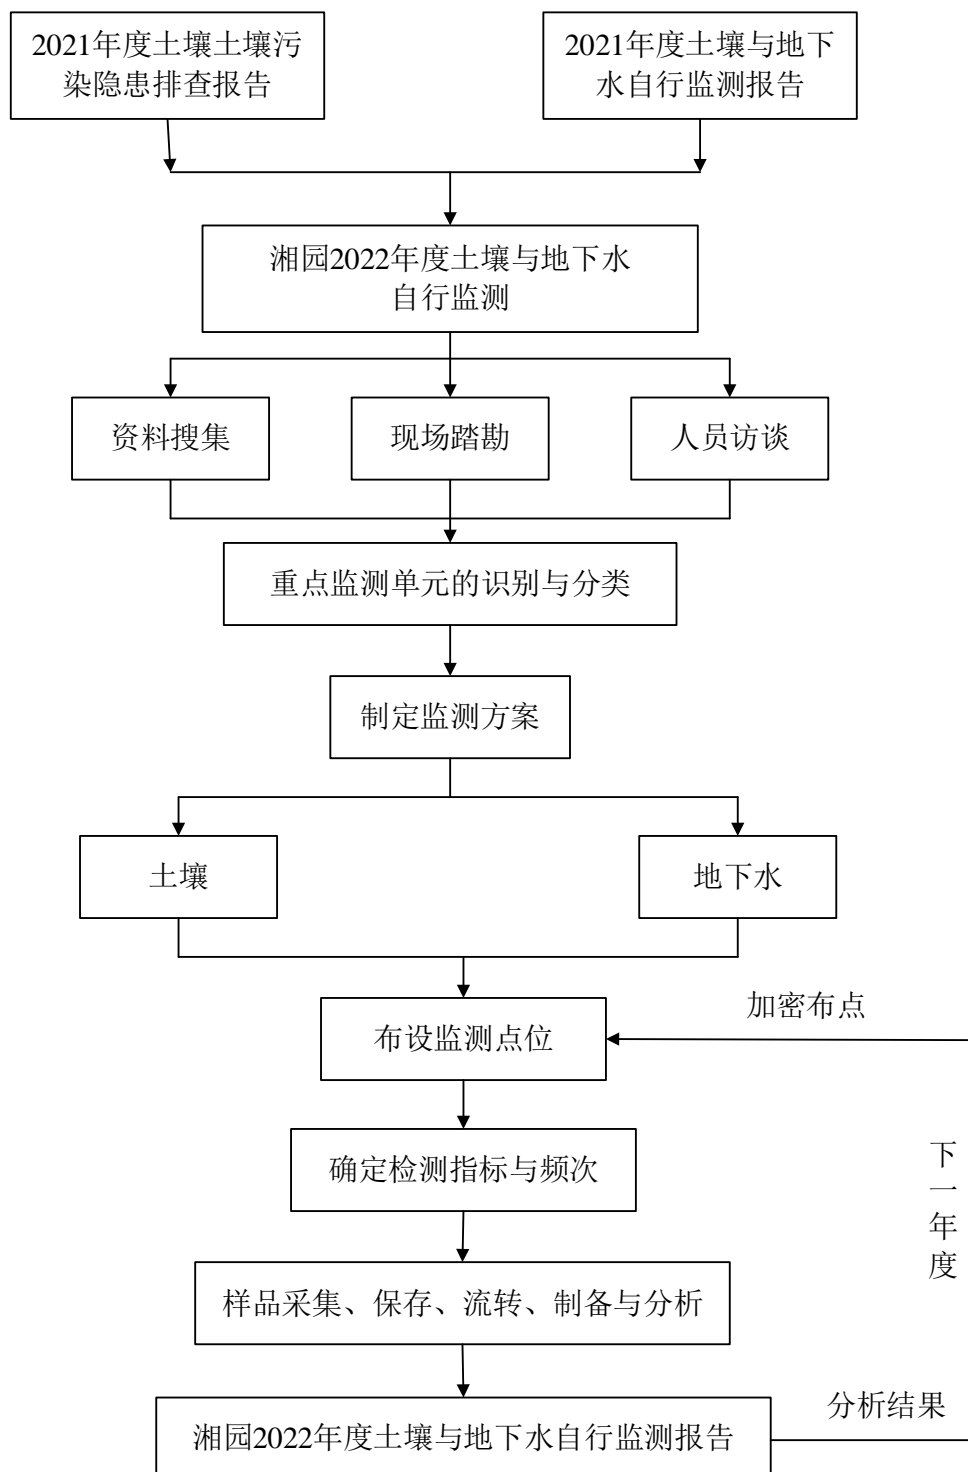 2021年度土壤土壤污
染隐患排查报告
2021年度土壤与地下
水自行监测报告
湘园2022年度土壤与地下水
自行监测
资料搜集
现场踏勘
人员访谈
重点监测单元的识别与分类
制定监测方案
土壤
地下水
加密布点
布设监测点位
确定检测指标与频次
下一年度
样品采集、保存、流转、制备与分析
分析结果
湘园2022年度土壤与地下水自行监测报告